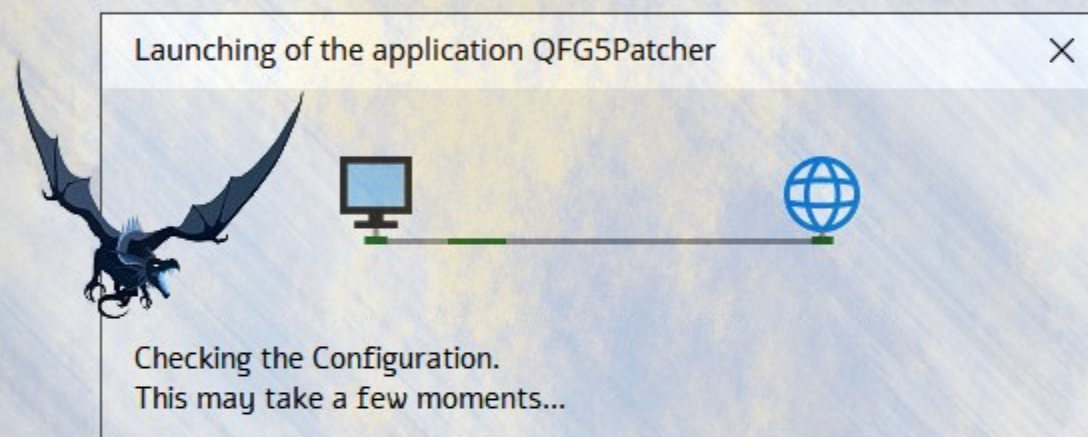 Launching of the application QFG5Patcher
Checking the Configuration.
This may take a few moments...